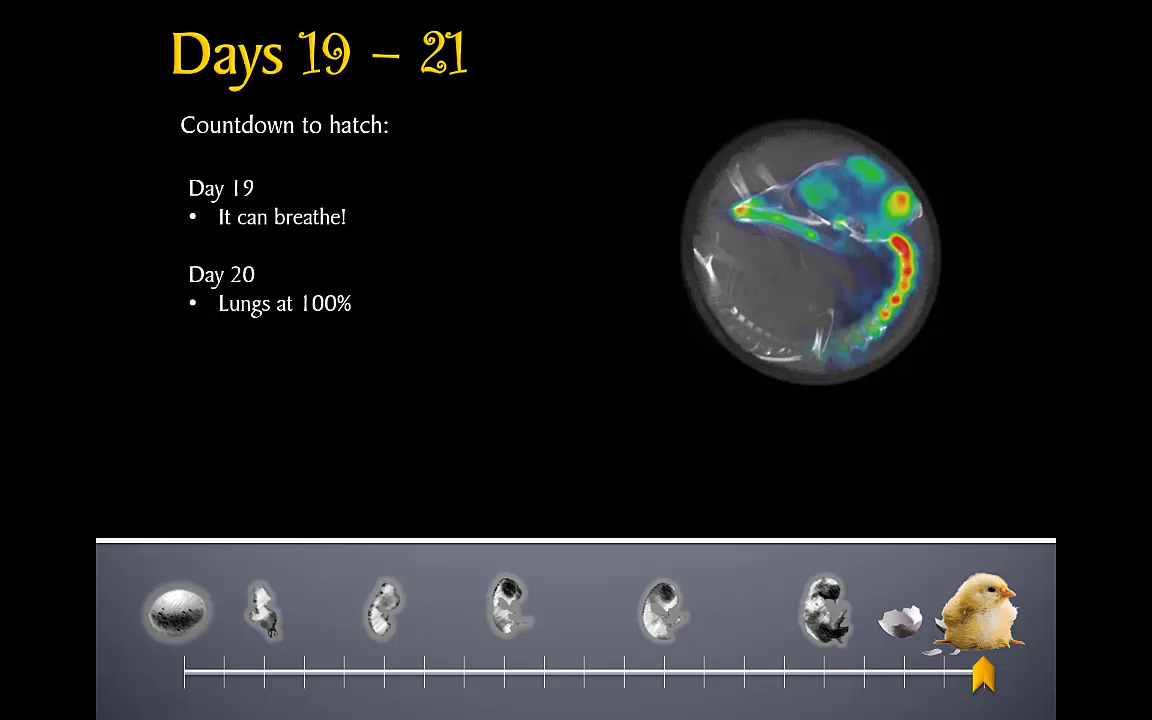 Days 19 – 21
Countdown to hatch:
Day 19
• It can breathe!
Day 20
• Lungs at 100%